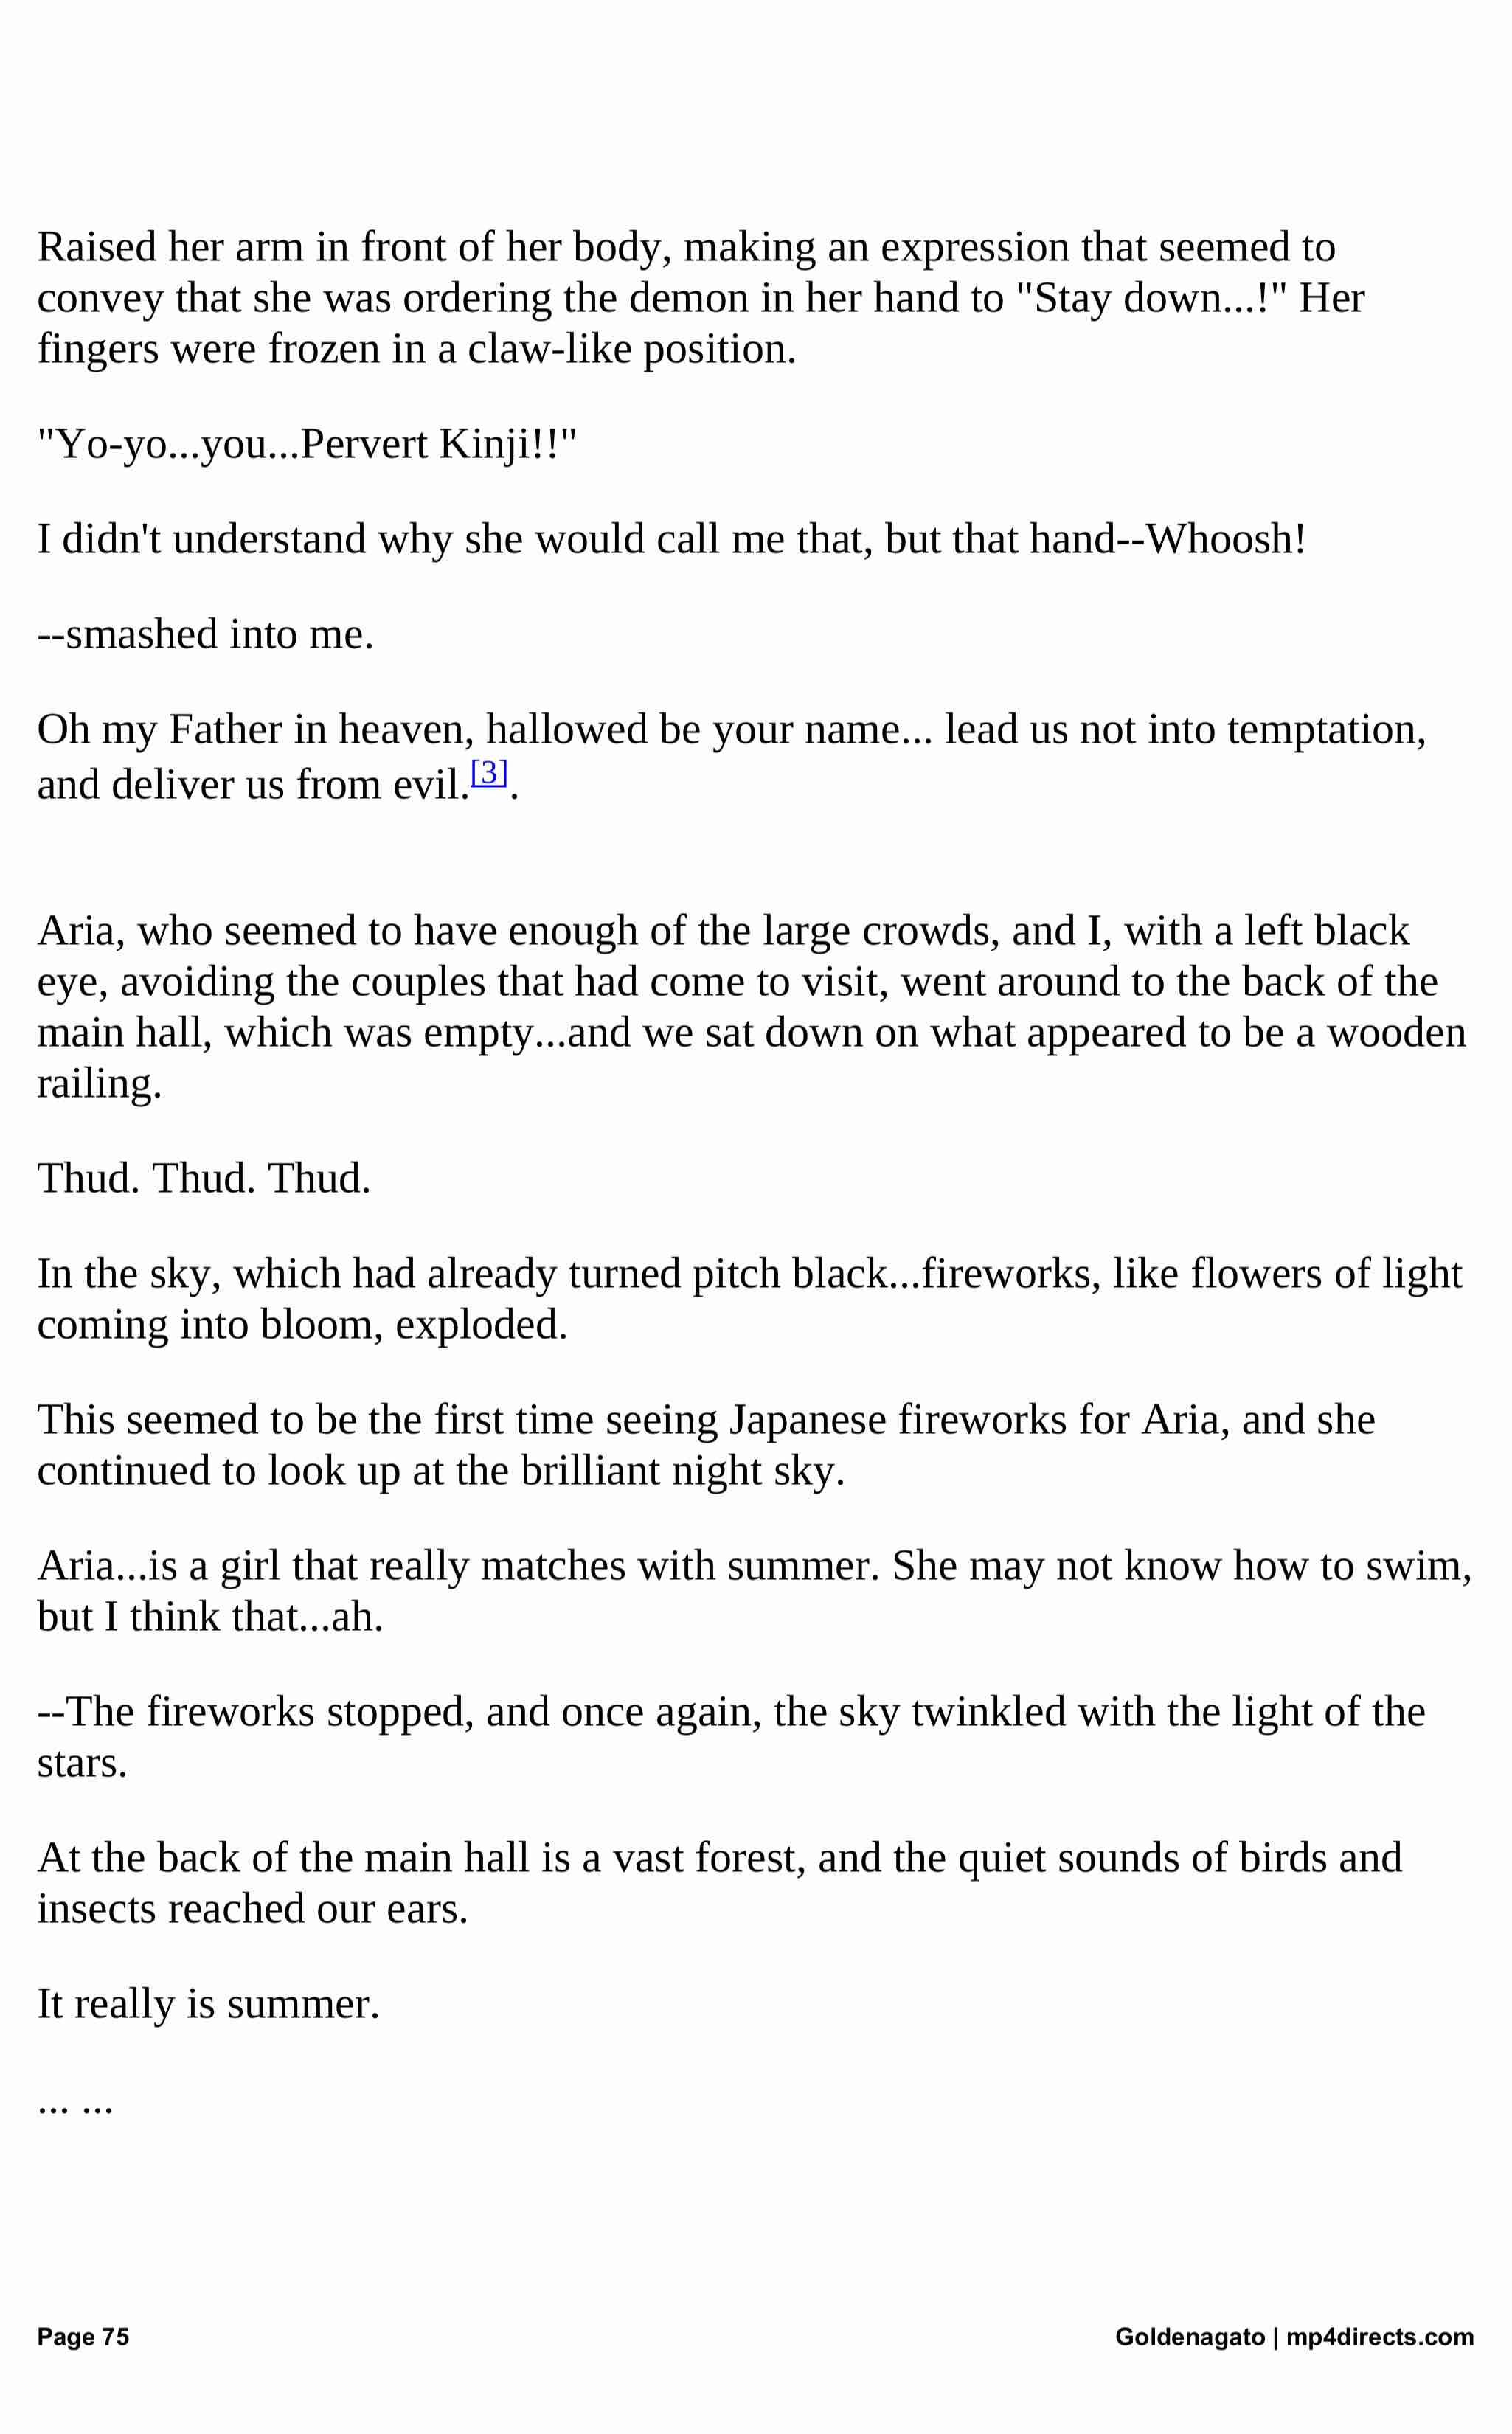 Raised her arm in front of her body, making an expression that seemed to
convey that she was ordering the demon in her hand to "Stay down...!" Her
fingers were frozen in a claw-like position.
"Yo-yo...you...Pervert Kinji!!"
I didn't understand why she would call me that, but that hand--Whoosh!
--smashed into me.
Oh my Father in heaven, hallowed be your name... lead us not into temptation,
and deliver us from evil.[3].
Aria, who seemed to have enough of the large crowds, and I, with a left black
eye, avoiding the couples that had come to visit, went around to the back of the
main hall, which was empty...and we sat down on what appeared to be a wooden
railing.
Thud. Thud. Thud.
In the sky, which had already turned pitch black...fireworks, like flowers of light
coming into bloom, exploded.
This seemed to be the first time seeing Japanese fireworks for Aria, and she
continued to look up at the brilliant night sky.
Aria...is a girl that really matches with summer. She may not know how to swim,
but I think that...ah.
--The fireworks stopped, and once again, the sky twinkled with the light of the
stars.
At the back of the main hall is a vast forest, and the quiet sounds of birds and
insects reached our ears.
It really is summer.
... ...
Page 75 Goldenagato | mp4directs.com